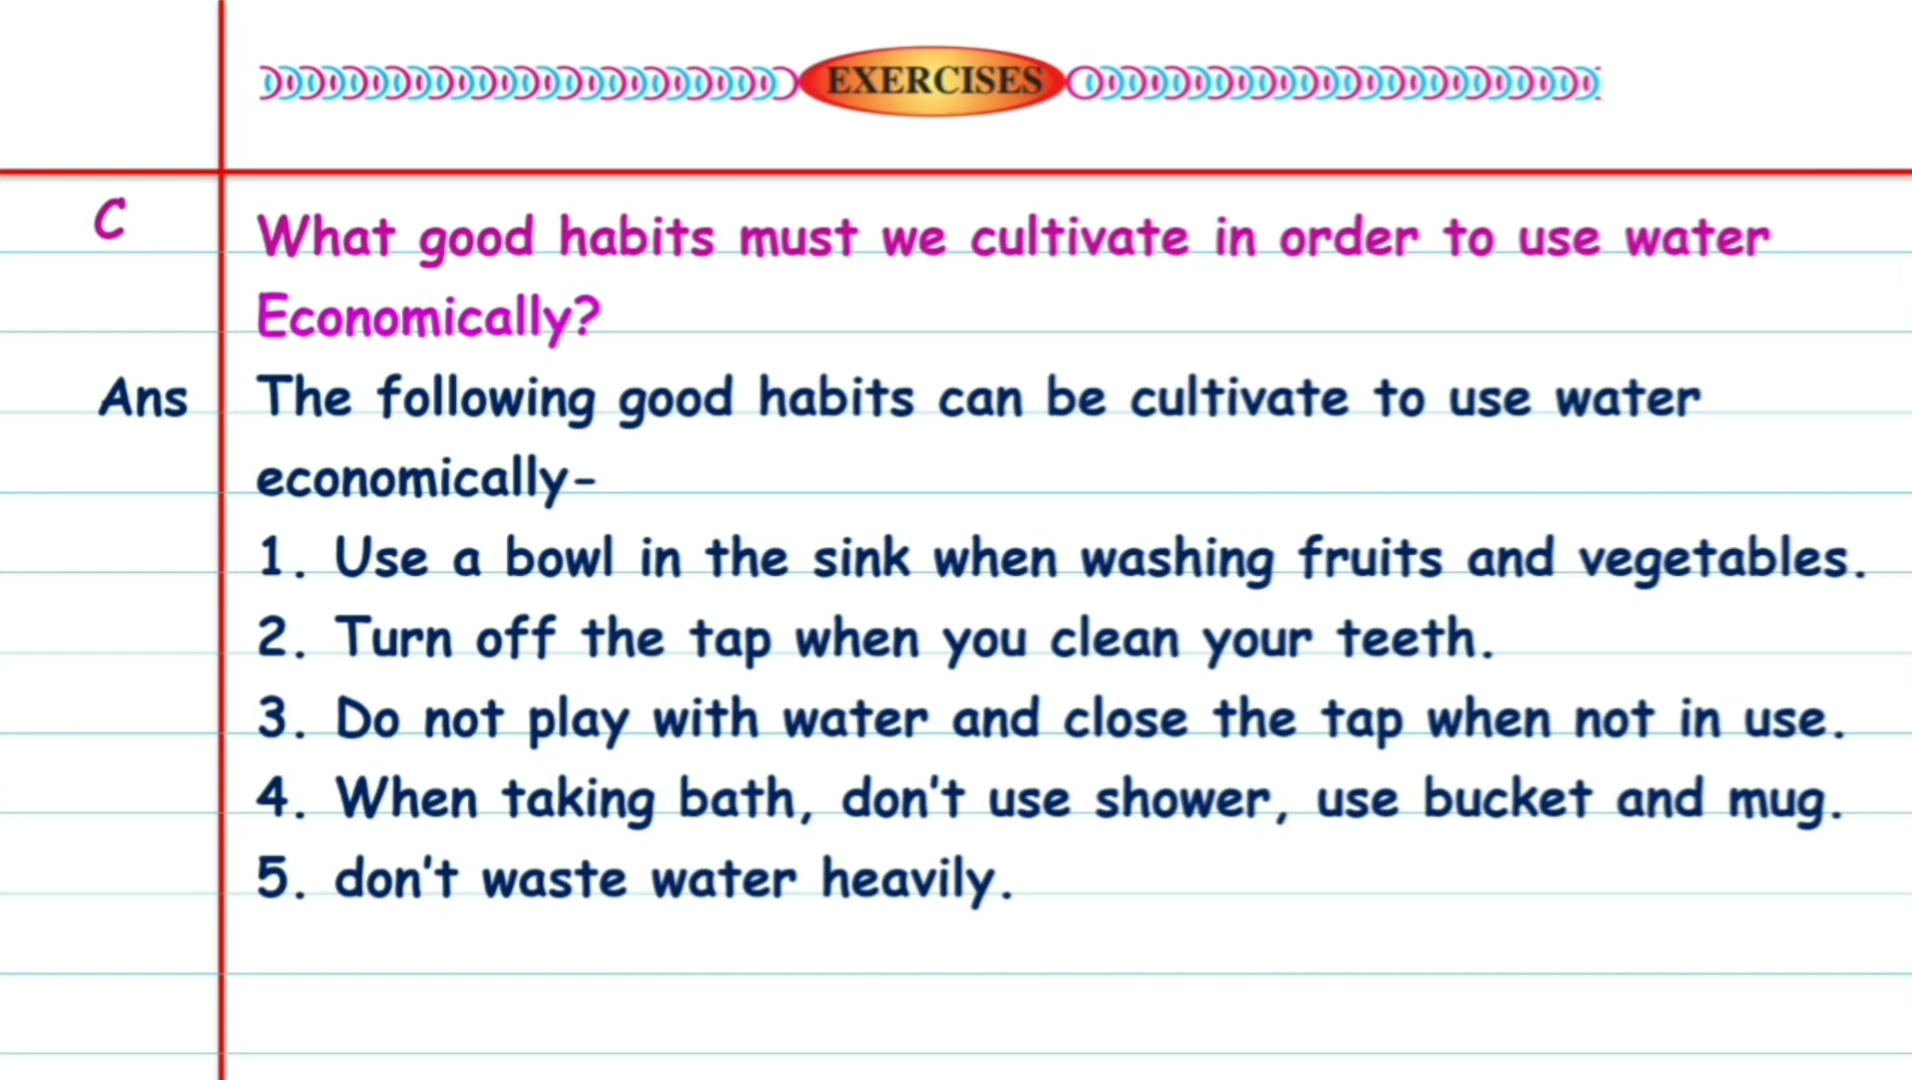 EXERCISES
C What good habits must we cultivate in order to use water
Economically?
Ans The following good habits can be cultivate to use water
economically-
1. Use a bowl in the sink when washing fruits and vegetables.
2. Turn off the tap when you clean your teeth.
3. Do not play with water and close the tap when not in use.
4. When taking bath, don't use shower, use bucket and mug.
5. don't waste water heavily.